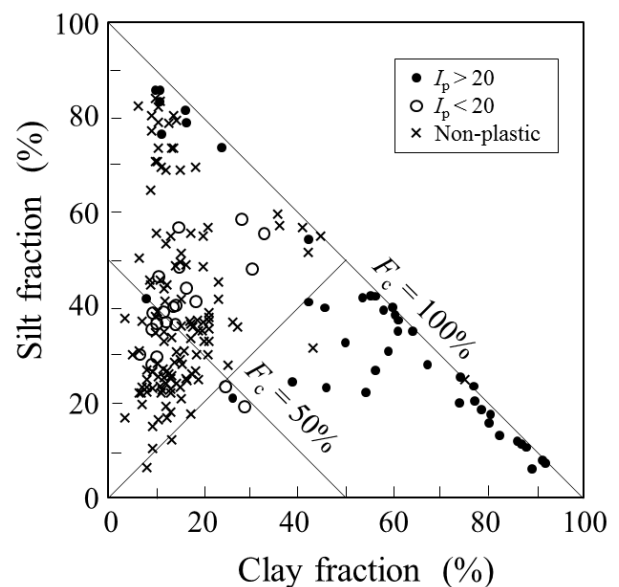 100
80
60
40
20
0
Silt fraction (%)
Ip > 20
Ip < 20
Non-plastic
Fc = 100%
Fc = 50%
0 20 40 60 80 100
Clay fraction (%)